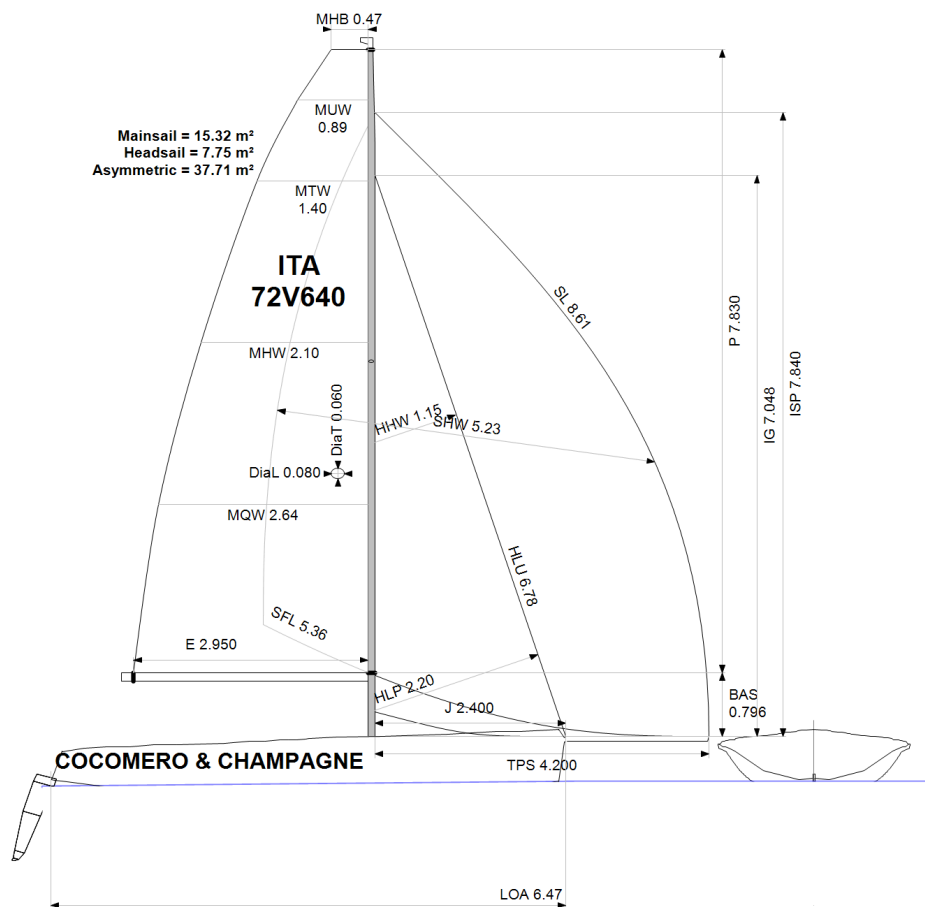 MHB 0.47
MUW
0.89
Mainsail = 15.32 m²
Headsail = 7.75 m²
Asymmetric = 37.71 m²
MTW
1.40
ITA
72V640
SL 8.61
P 7.830
ISP 7.840
IG 7.048
MHW 2.10
DiaT 0.060
HHW 1.15
SHW 5.23
DiaL 0.080
MQW 2.64
HLU 6.78
SFL 5.36
E 2.950
HLP 2.20
J 2.400
BAS
0.796
COCOMERO & CHAMPAGNE
TPS 4.200
LOA 6.47